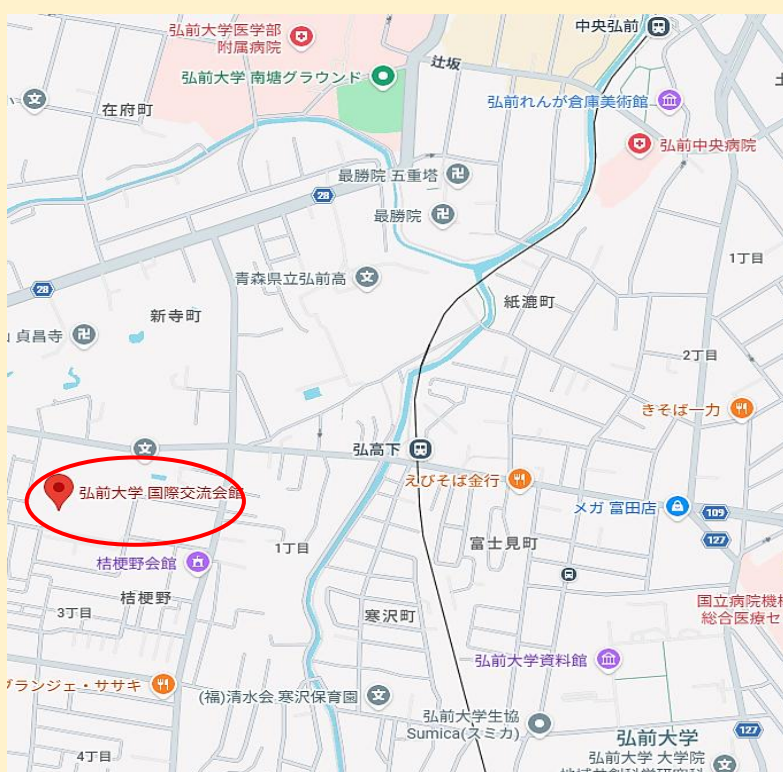 弘前大学医学部
附属病院
中央弘前
弘前大学 南塘グラウンド
辻坂
在府町
弘前れんが倉庫美術館
弘前中央病院
最勝院 五重塔
28
最勝院
1丁目
青森県立弘前高
28
新寺町
紙漉町
貞昌寺
2丁目
きそば一力
弘高下
えびそば金行
弘前大学 国際交流会館
メガ 富田店
109
127
1丁目
富士見町
桔梗野会館
桔梗野
国立病院機
総合医療セ
3丁目
寒沢町
弘前大学資料館
グランジェ・ササキ
(福)清水会 寒沢保育園
弘前大学生協
Sumica(スミカ)
127
弘前大学
弘前大学 大学院
4丁目